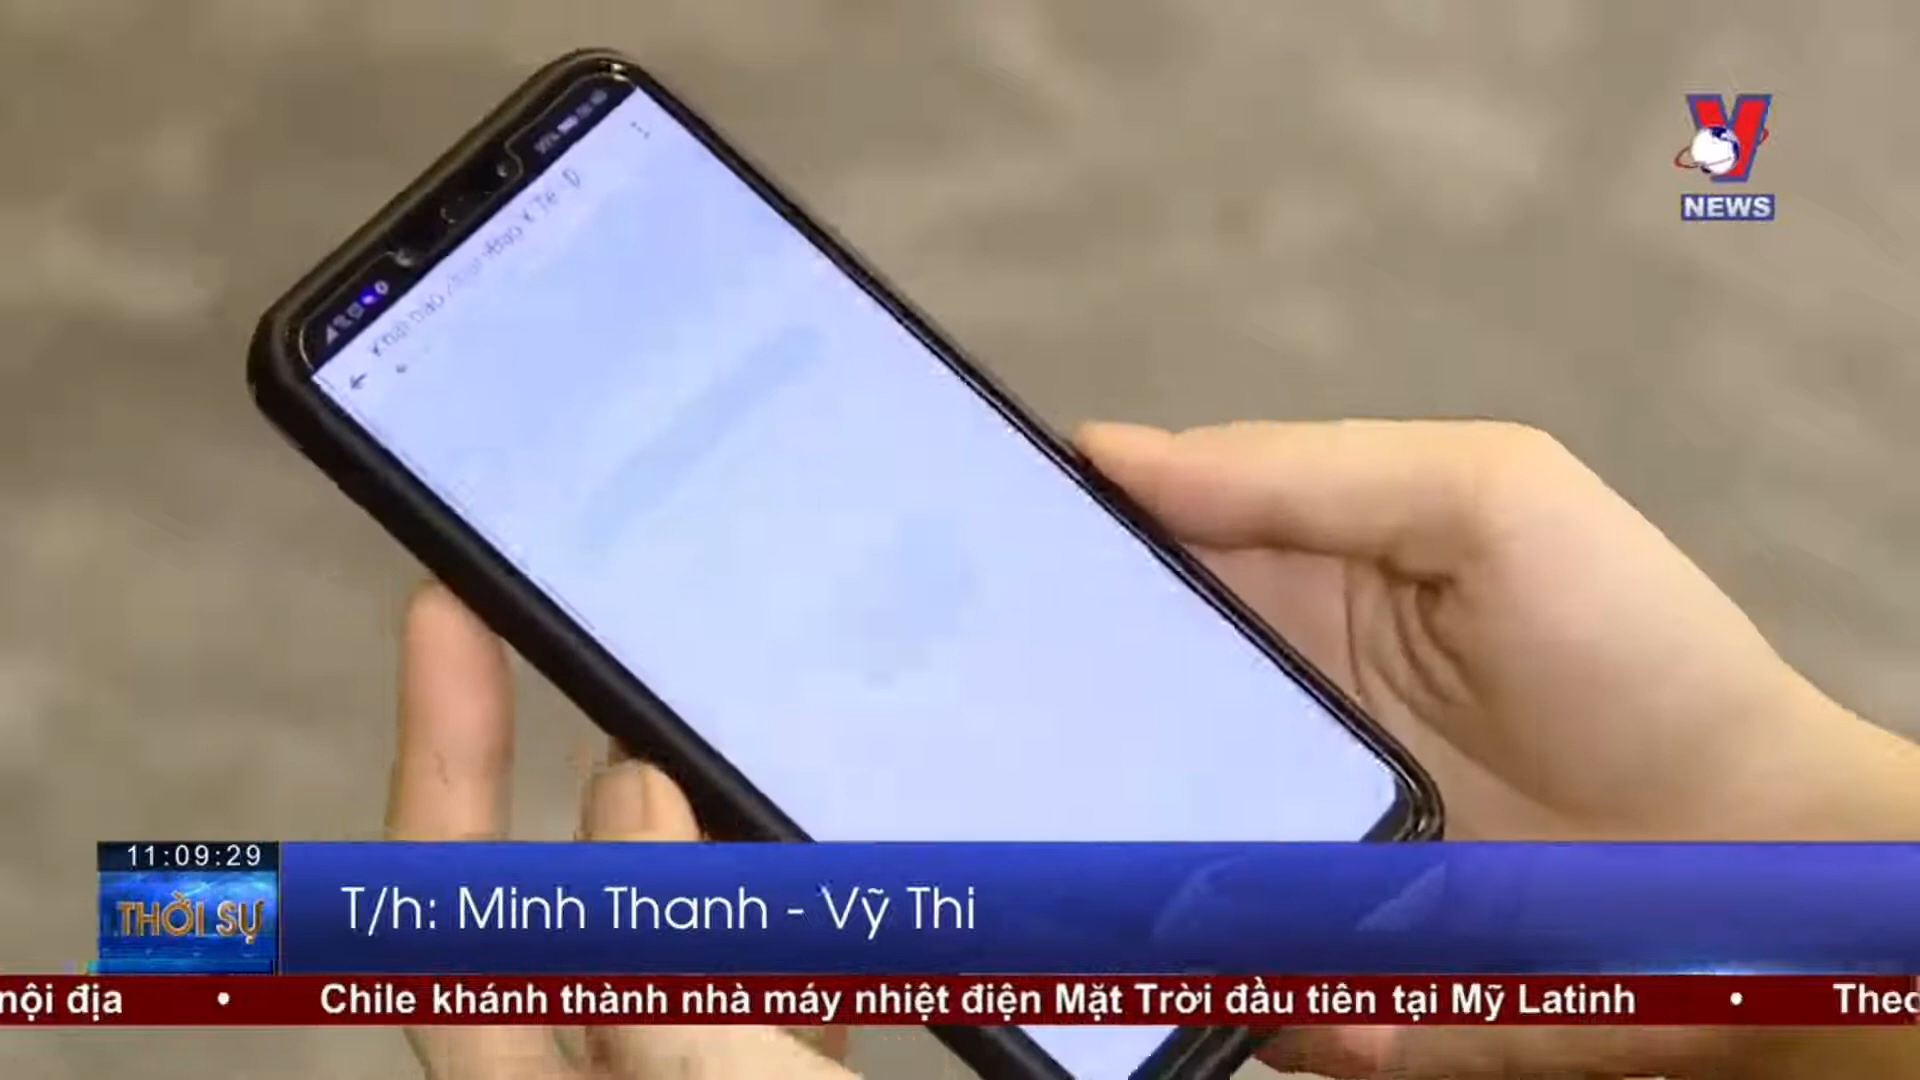 NEWS
11:09:29
THỜI SỰ
T/h: Minh Thanh - Vỹ Thi
nội địa • Chile khánh thành nhà máy nhiệt điện Mặt Trời đầu tiên tại Mỹ Latinh •